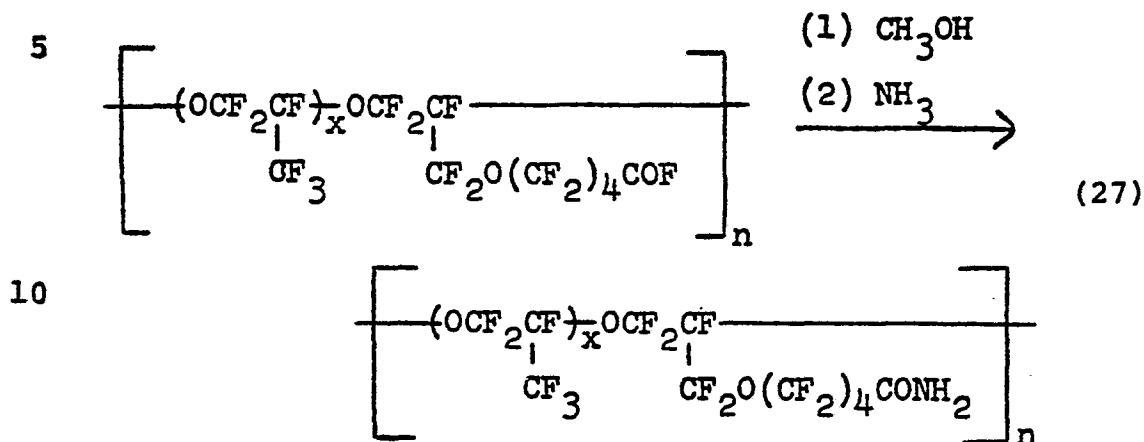 5
(1) CH3OH
(2) NH3
(OCF2CF)xOCF2CF
CF3 CF2O(CF2)4COF
n
(27)
10
(OCF2CF)xOCF2CF
CF3 CF2O(CF2)4CONH2
n